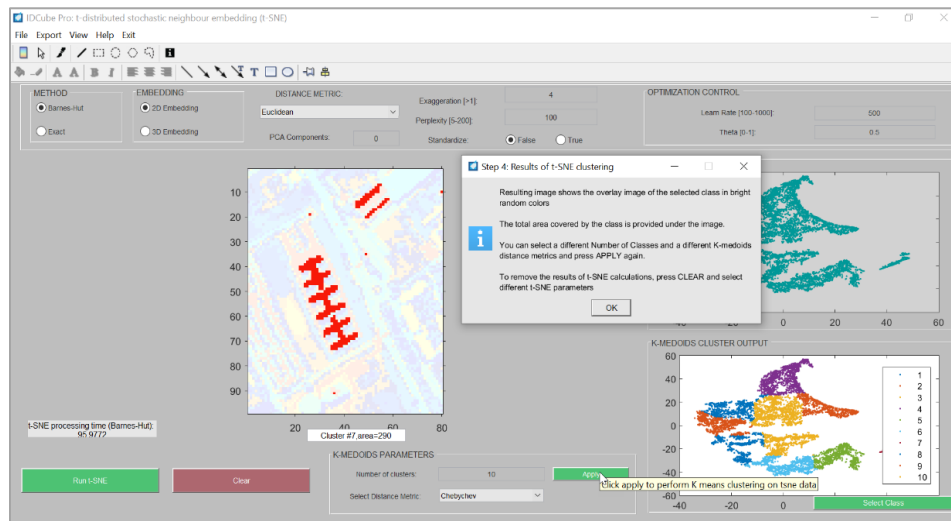 IDCube Pro: t-distributed stochastic neighbour embedding (t-SNE)
File Export View Help Exit
METHOD
Barnes-Hut
Exact
EMBEDDING
2D Embedding
3D Embedding
DISTANCE METRIC:
Euclidean
PCA Components: 0
Exaggeration [>1]: 4
Perplexity [5-200]: 100
Standardize: False True
OPTIMIZATION CONTROL
Learn Rate [100-1000]: 500
Theta [0-1]: 0.5
Step 4: Results of t-SNE clustering
Resulting image shows the overlay image of the selected class in bright
random colors
The total area covered by the class is provided under the image.
You can select a different Number of Classes and a different K-medoids
distance metrics and press APPLY again.
To remove the results of t-SNE calculations, press CLEAR and select
different t-SNE parameters
OK
10
20
30
40
50
60
70
80
90
20 40 60 80
Cluster #7,area=290
-40 -20 0 20 40 60
K-MEDOIDS CLUSTER OUTPUT
60
40
20
0
-20
-40
-40 -20 0
1
2
3
4
5
6
7
8
9
10
Select Class
t-SNE processing time (Barnes-Hut):
95.9772
Run t-SNE
Clear
K-MEDOIDS PARAMETERS
Number of clusters: 10
Apply
Select Distance Metric: Chebychev
Click apply to perform K means clustering on tsne data